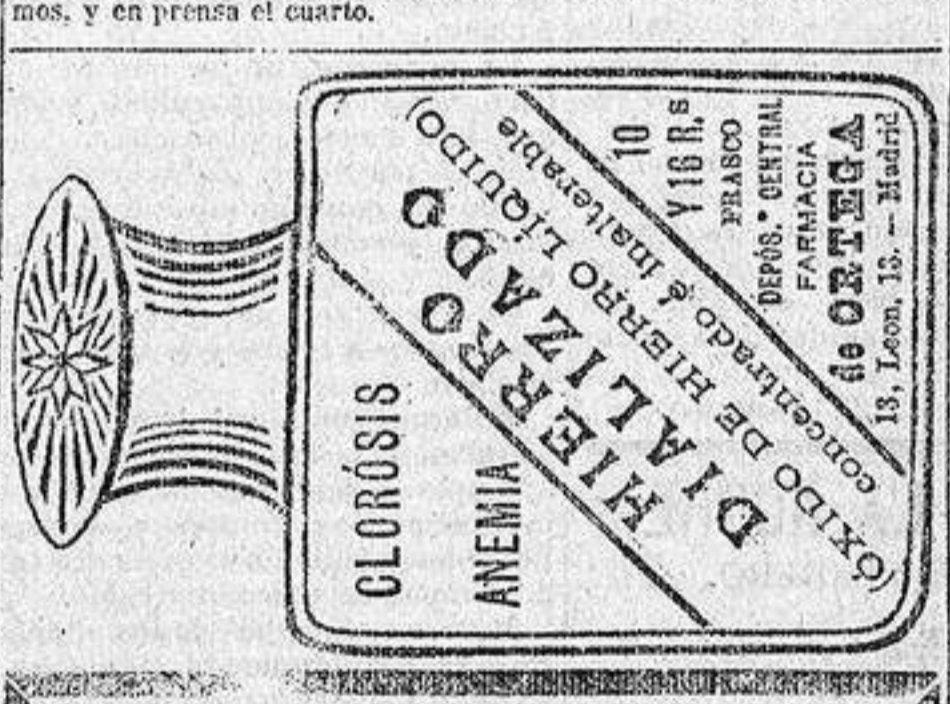 mos, y en prensa el cuarto.
CLORÓSIS
ANEMIA
HIERRO
DIALIZADO
(ÓXIDO DE HIERRO LÍQUIDO)
concentrado é inalterable
10
Y 16 R.s
FRASCO
DEPÓS.º CENTRAL
FARMACIA
de ORTEGA
13, Leon, 13.—Madrid